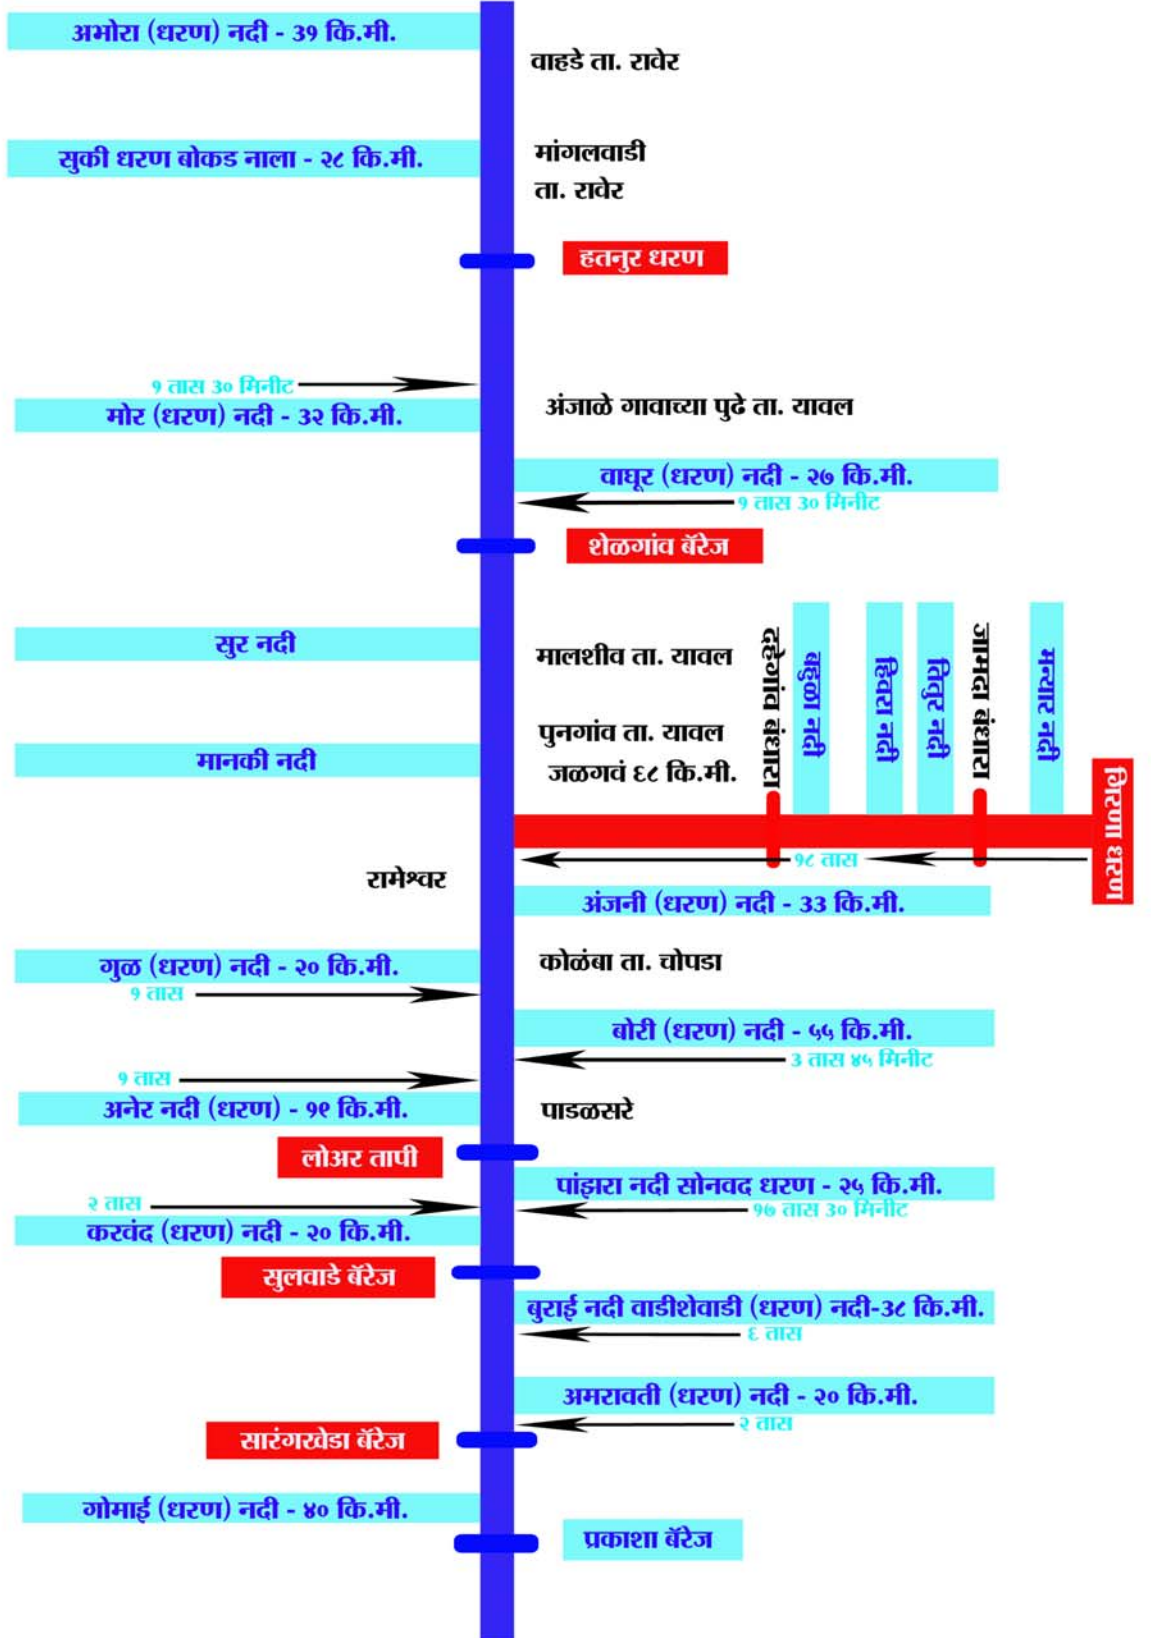 अभोरा (धरण) नदी - ३१ कि.मी.
वाहडे ता. रावेर
सुकी धरण बोकड नाला - २८ कि.मी.
मांगलवाडी
ता. रावेर
हतनुर धरण
१ तास ३० मिनीट
मोर (धरण) नदी - ३२ कि.मी.
अंजाळे गावाच्या पुढे ता. यावल
वाघूर (धरण) नदी - २७ कि.मी.
१ तास ३० मिनीट
शेळगांव बॅरेज
सुर नदी
मालशीव ता. यावल
दहेगांव बंधारा
बहुळा नदी
हिवरा नदी
तितुर नदी
जामदा बंधारा
मन्यार नदी
पुनगांव ता. यावल
मानकी नदी
जळगवं ६८ कि.मी.
गिरणा धरण
१८ तास
रामेश्वर
अंजनी (धरण) नदी - ३३ कि.मी.
गुळ (धरण) नदी - २० कि.मी.
कोळंबा ता. चोपडा
१ तास
बोरी (धरण) नदी - ५५ कि.मी.
३ तास ४५ मिनीट
१ तास
अनेर नदी (धरण) - १९ कि.मी.
पाडळसरे
लोअर तापी
पांझरा नदी सोनवद धरण - २५ कि.मी.
२ तास
१७ तास ३० मिनीट
करवंद (धरण) नदी - २० कि.मी.
सुलवाडे बॅरेज
बुराई नदी वाडीशेवाडी (धरण) नदी-३८ कि.मी.
६ तास
अमरावती (धरण) नदी - २० कि.मी.
२ तास
सारंगखेडा बॅरेज
गोमाई (धरण) नदी - ४० कि.मी.
प्रकाशा बॅरेज